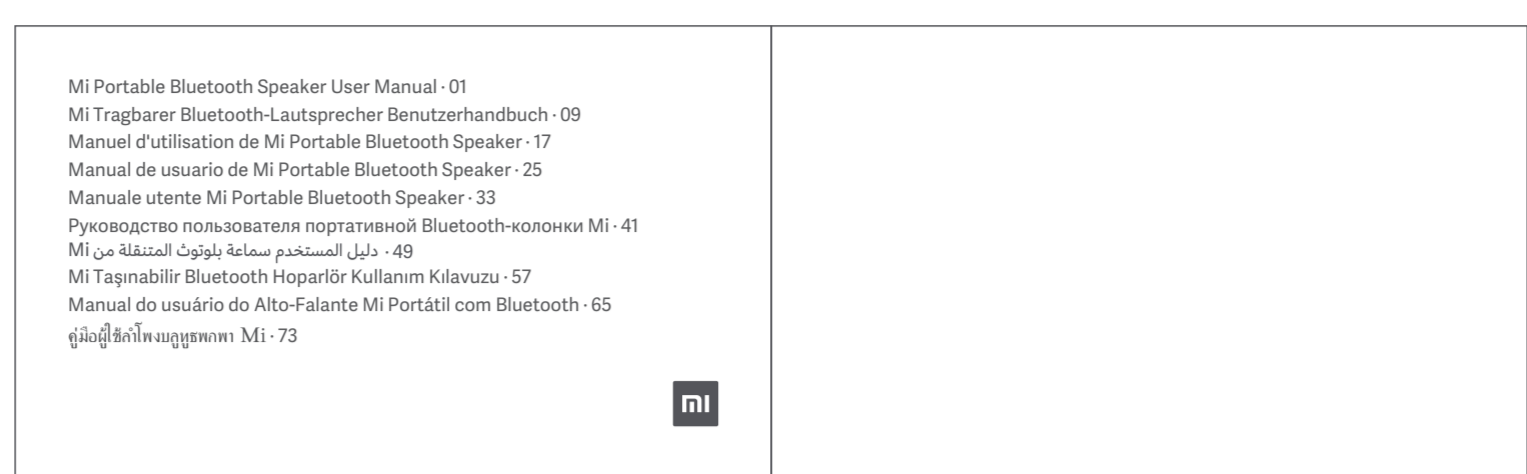 Mi Portable Bluetooth Speaker User Manual · 01
Mi Tragbarer Bluetooth-Lautsprecher Benutzerhandbuch · 09
Manuel d'utilisation de Mi Portable Bluetooth Speaker · 17
Manual de usuario de Mi Portable Bluetooth Speaker · 25
Manuale utente Mi Portable Bluetooth Speaker · 33
Руководство пользователя портативной Bluetooth-колонки Mi · 41
دليل المستخدم سماعة بلوتوث المتنقلة من Mi · 49
Mi Taşınabilir Bluetooth Hoparlör Kullanım Kılavuzu · 57
Manual do usuário do Alto-Falante Mi Portátil com Bluetooth · 65
คู่มือผู้ใช้ลำโพงบลูทูธพกพา Mi · 73
mi